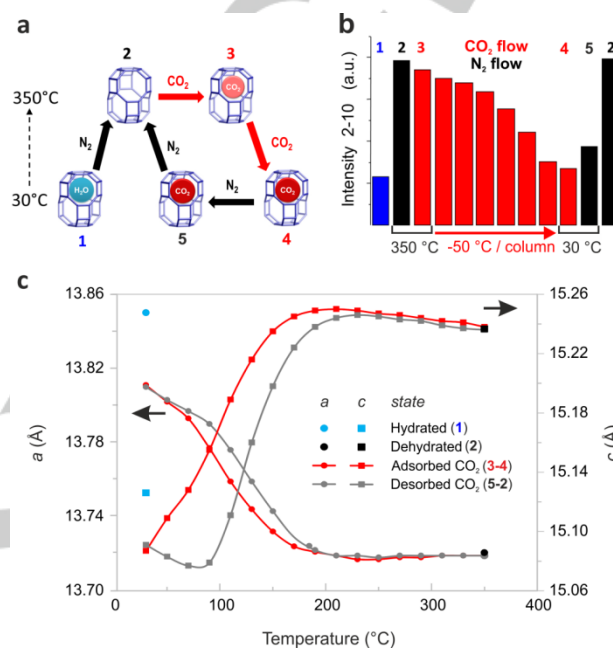 a
2
3
CO₂
CO₂
350°C
N₂
N₂
CO₂
30°C
H₂O
CO₂
N₂
CO₂
1
5
4
b
1 2 3 CO₂ flow 4 5 2
N₂ flow
Intensity 2-10 (a.u.)
350 °C -50 °C / column 30 °C
c
13.86
13.82
13.78
13.74
13.70
a (Å)
15.26
15.22
15.18
15.14
15.10
15.06
c (Å)
a c state
Hydrated (1)
Dehydrated (2)
Adsorbed CO₂ (3-4)
Desorbed CO₂ (5-2)
0 100 200 300 400
Temperature (°C)